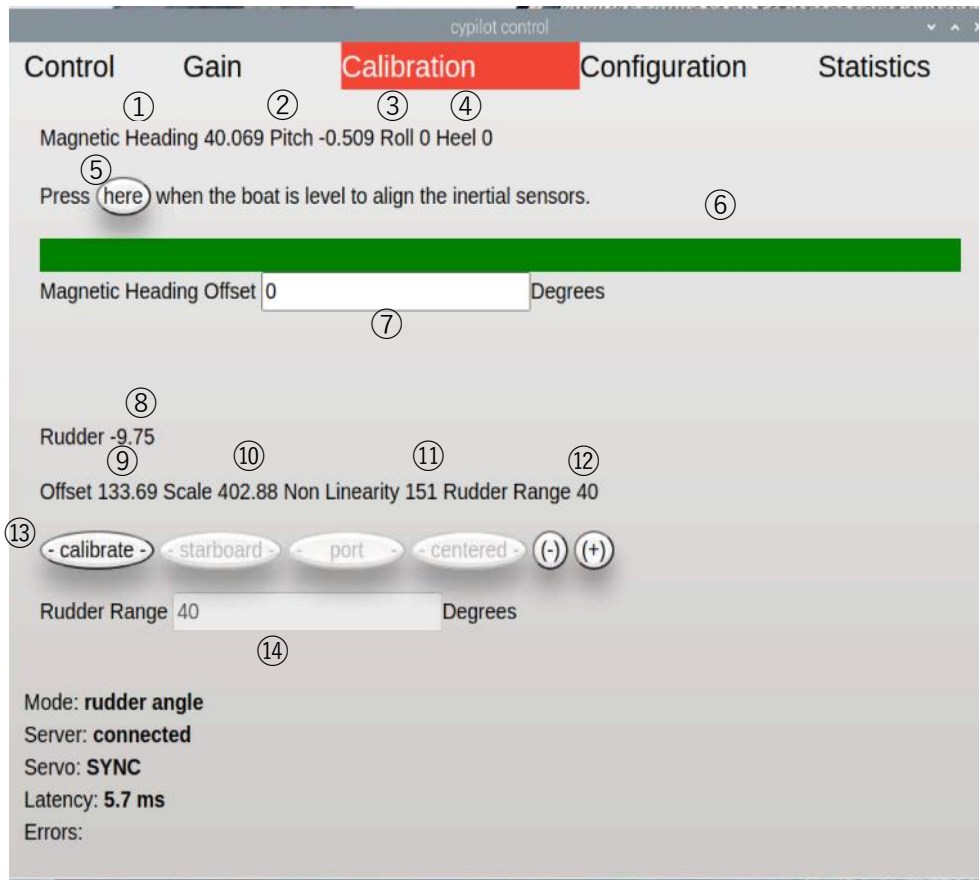 cypilot control
Control Gain Calibration Configuration Statistics
① ② ③ ④
Magnetic Heading 40.069 Pitch -0.509 Roll 0 Heel 0
⑤
Press here when the boat is level to align the inertial sensors.
⑥
Magnetic Heading Offset 0 Degrees
⑦
⑧
Rudder -9.75
⑨ ⑩ ⑪ ⑫
Offset 133.69 Scale 402.88 Non Linearity 151 Rudder Range 40
⑬ - calibrate - - starboard - - port - - centered - (-) (+)
Rudder Range 40 Degrees
⑭
Mode: rudder angle
Server: connected
Servo: SYNC
Latency: 5.7 ms
Errors: